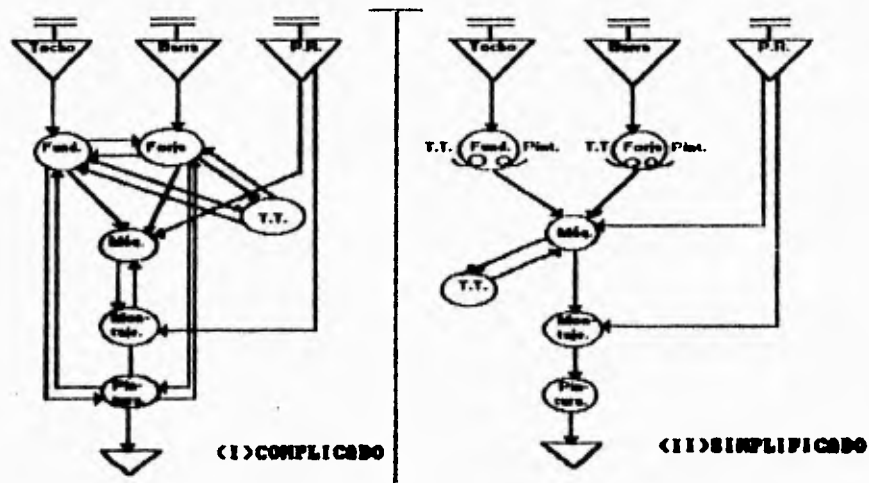 Tocho
Barra
P.R.
Fund.
Forja
T.T.
Máq.
Mon-
taje.
Pin-
tura.
(I)COMPLICADO
Tocho
Barra
P.R.
T.T.
Fund.
Pint.
T.T
Forja
Pint.
Máq.
T.T.
Mon-
taje.
Pin-
tura.
(II)SIMPLIFICADO